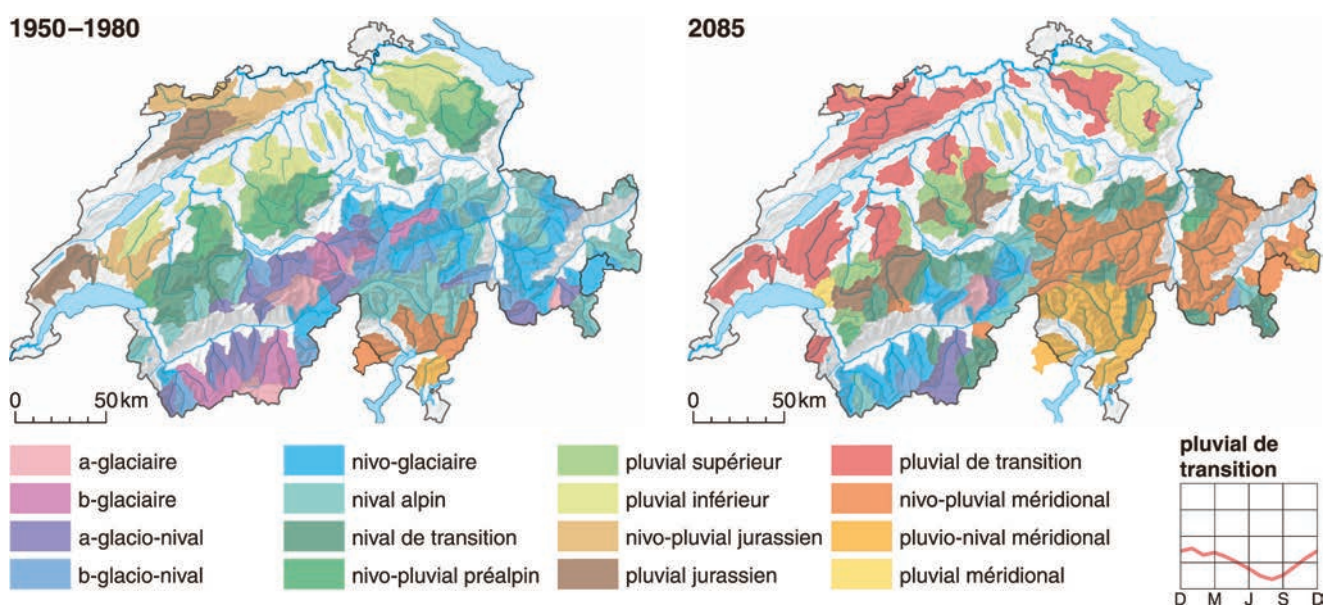 1950–1980
2085
0 50 km
0 50 km
a-glaciaire
b-glaciaire
a-glacio-nival
b-glacio-nival
nivo-glaciaire
nival alpin
nival de transition
nivo-pluvial préalpin
pluvial supérieur
pluvial inférieur
nivo-pluvial jurassien
pluvial jurassien
pluvial de transition
nivo-pluvial méridional
pluvio-nival méridional
pluvial méridional
pluvial de
transition
D M J S D